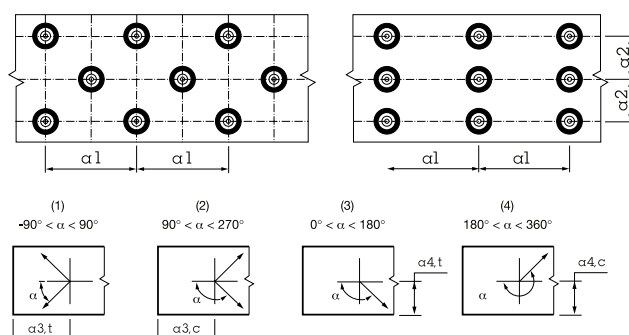 α2
α2
α1 α1
α1 α1
(1) (2) (3) (4)
-90° < α < 90° 90° < α < 270° 0° < α < 180° 180° < α < 360°
α4,t α4,c
α α α α
α3,t α3,c